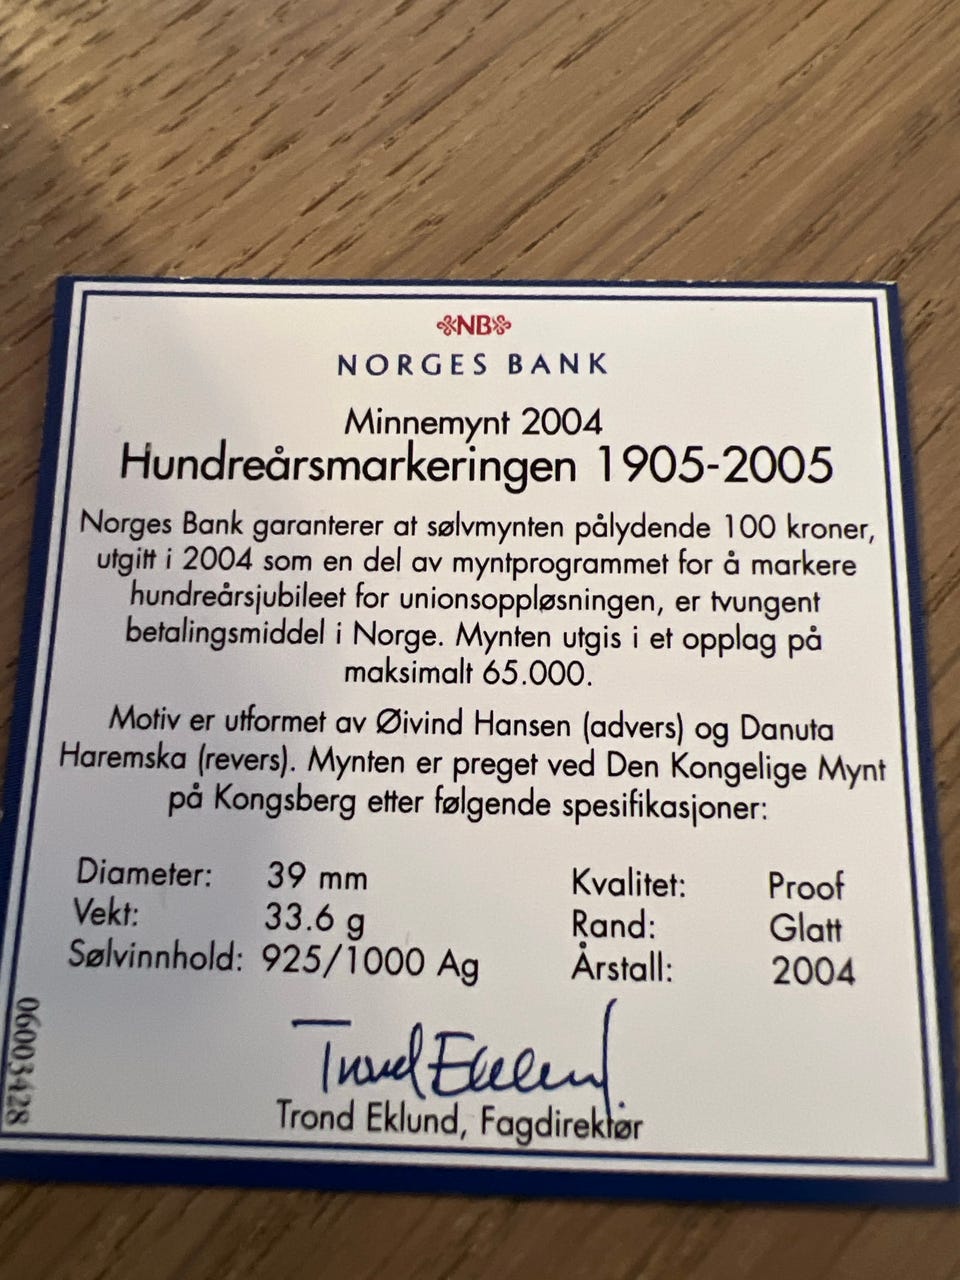 NB
NORGES BANK
Minnemynt 2004
Hundreårsmarkeringen 1905-2005
Norges Bank garanterer at sølvmynten pålydende 100 kroner,
utgitt i 2004 som en del av myntprogrammet for å markere
hundreårsjubileet for unionsoppløsningen, er tvungent
betalingsmiddel i Norge. Mynten utgis i et opplag på
maksimalt 65.000.
Motiv er utformet av Øivind Hansen (advers) og Danuta
Haremska (revers). Mynten er preget ved Den Kongelige Mynt
på Kongsberg etter følgende spesifikasjoner:
Diameter: 39 mm Kvalitet: Proof
Vekt: 33.6 g Rand: Glatt
Sølvinnhold: 925/1000 Ag Årstall: 2004
06003428
Trond Eklund
Trond Eklund, Fagdirektør